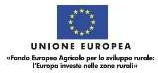 UNIONE EUROPEA
«Fondo Europeo Agricolo per lo sviluppo rurale:
l'Europa investe nelle zone rurali»